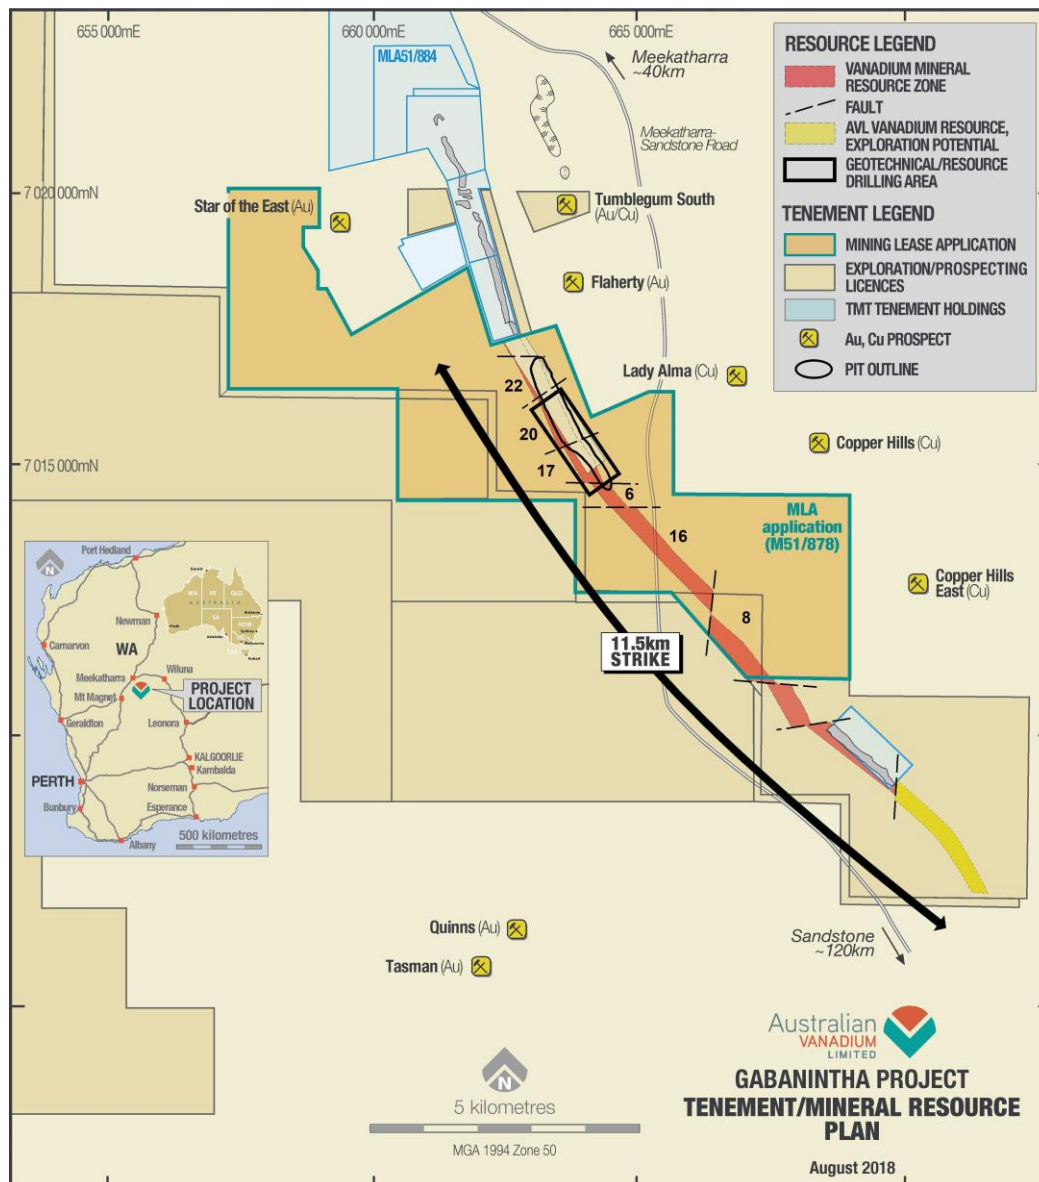 655 000mE
660 000mE
665 000mE
MLA51/884
Meekatharra
~40km
Meekatharra-
Sandstone Road
7 020 000mN
Star of the East (Au)
Tumblegum South
(Au/Cu)
Flaherty (Au)
Lady Alma (Cu)
Copper Hills (Cu)
22
20
17
6
16
8
7 015 000mN
MLA
application
(M51/878)
Copper Hills
East (Cu)
11.5km
STRIKE
Quinns (Au)
Tasman (Au)
Sandstone
~120km
RESOURCE LEGEND
VANADIUM MINERAL
RESOURCE ZONE
FAULT
AVL VANADIUM RESOURCE,
EXPLORATION POTENTIAL
GEOTECHNICAL/RESOURCE
DRILLING AREA
TENEMENT LEGEND
MINING LEASE APPLICATION
EXPLORATION/PROSPECTING
LICENCES
TMT TENEMENT HOLDINGS
Au, Cu PROSPECT
PIT OUTLINE
N
Port Hedland
Newman
Carnarvon
WA
Meekatharra
Wiluna
Mt Magnet
PROJECT
LOCATION
Geraldton
Leonora
KALGOORLIE
Kambalda
PERTH
Norseman
Bunbury
Esperance
Albany
500 kilometres
WA
NT
QLD
AUSTRALIA
SA
NSW
N
5 kilometres
MGA 1994 Zone 50
Australian
VANADIUM
LIMITED
GABANINTHA PROJECT
TENEMENT/MINERAL RESOURCE
PLAN
August 2018